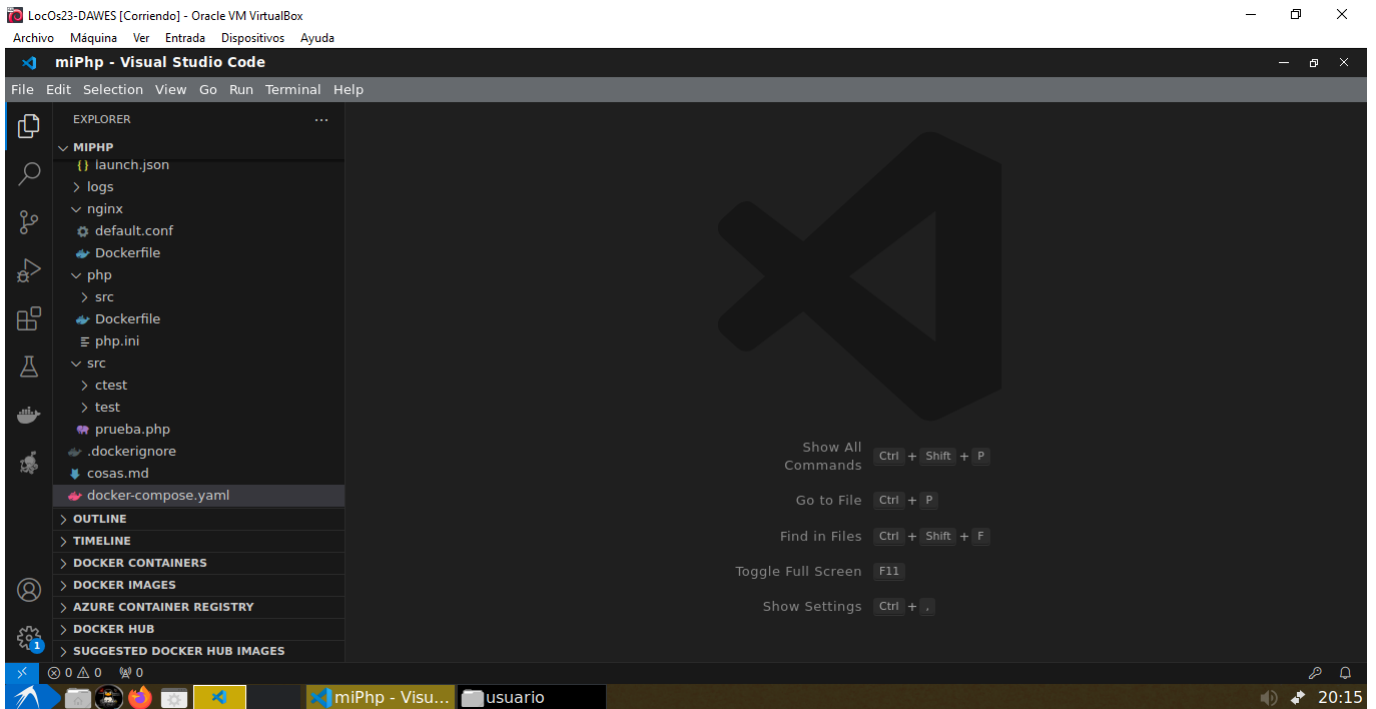 LocOs23-DAWES [Corriendo] - Oracle VM VirtualBox
Archivo Máquina Ver Entrada Dispositivos Ayuda
miPhp - Visual Studio Code
File Edit Selection View Go Run Terminal Help
EXPLORER
MIPHP
{} launch.json
logs
nginx
default.conf
Dockerfile
php
src
Dockerfile
php.ini
src
ctest
test
prueba.php
.dockerignore
cosas.md
docker-compose.yaml
OUTLINE
TIMELINE
DOCKER CONTAINERS
DOCKER IMAGES
AZURE CONTAINER REGISTRY
DOCKER HUB
SUGGESTED DOCKER HUB IMAGES
1
Show All
Commands Ctrl + Shift + P
Go to File Ctrl + P
Find in Files Ctrl + Shift + F
Toggle Full Screen F11
Show Settings Ctrl + ,
0 0 0
miPhp - Visu... usuario 20:15